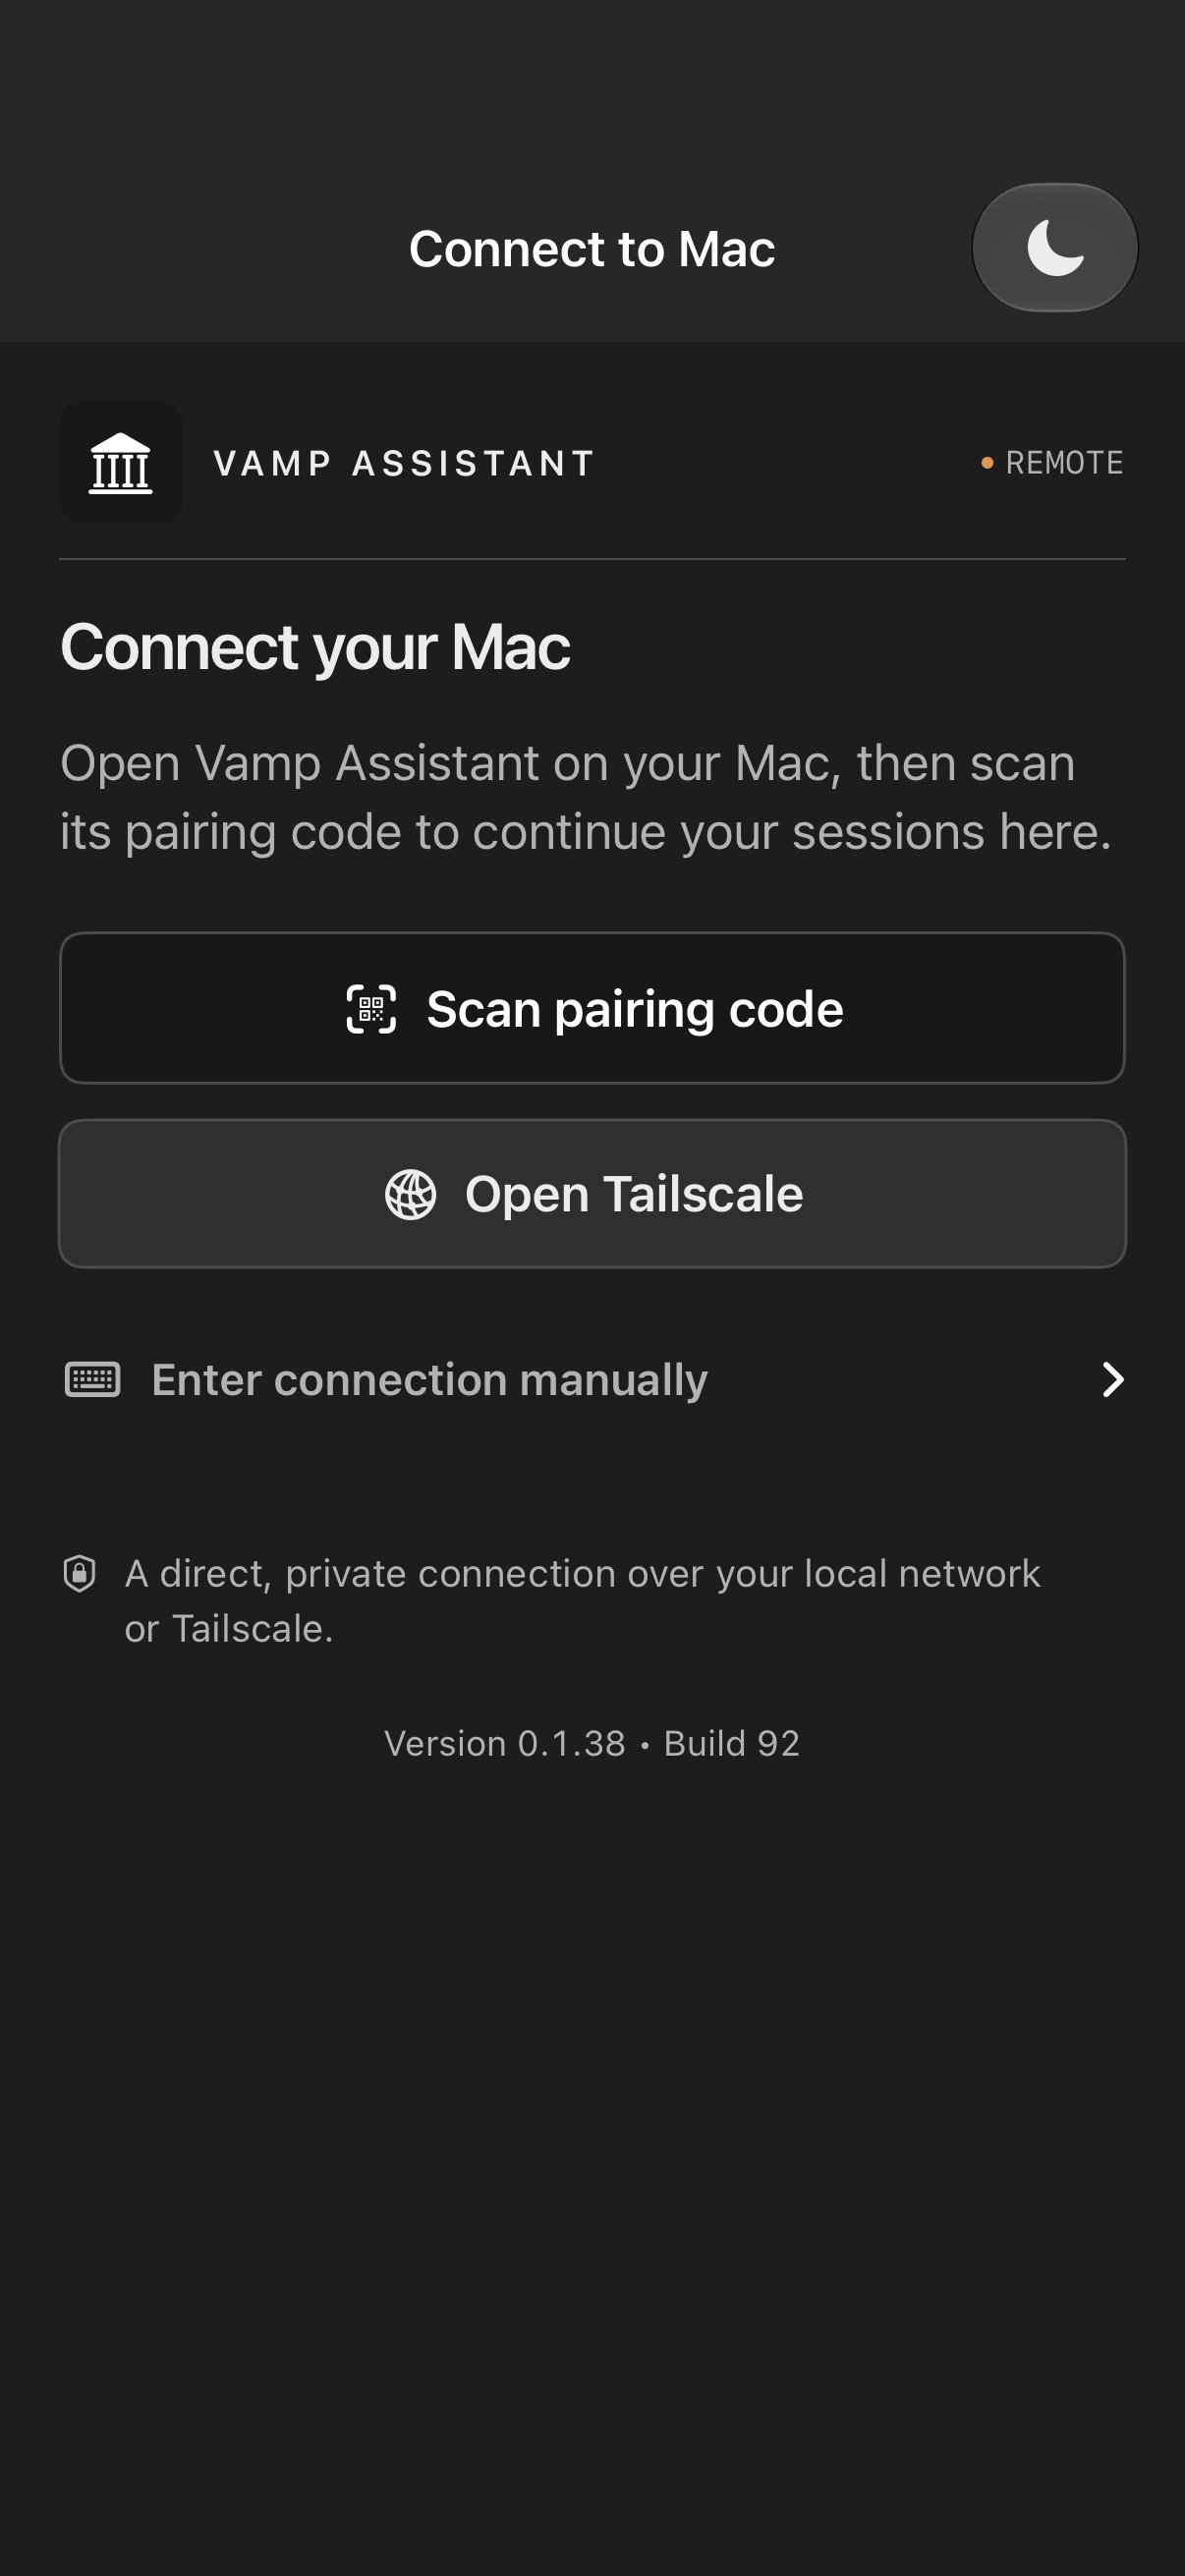 Connect to Mac
VAMP ASSISTANT
REMOTE
Connect your Mac
Open Vamp Assistant on your Mac, then scan
its pairing code to continue your sessions here.
Scan pairing code
Open Tailscale
Enter connection manually
A direct, private connection over your local network
or Tailscale.
Version 0.1.38 • Build 92